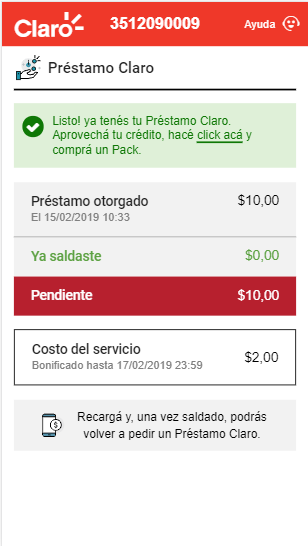 Claro
3512090009
Ayuda
Préstamo Claro
Listo! ya tenés tu Préstamo Claro.
Aprovechá tu crédito, hacé click acá y
comprá un Pack.
Préstamo otorgado
$10,00
El 15/02/2019 10:33
Ya saldaste
$0,00
Pendiente
$10,00
Costo del servicio
$2,00
Bonificado hasta 17/02/2019 23:59
Recargá y, una vez saldado, podrás
volver a pedir un Préstamo Claro.